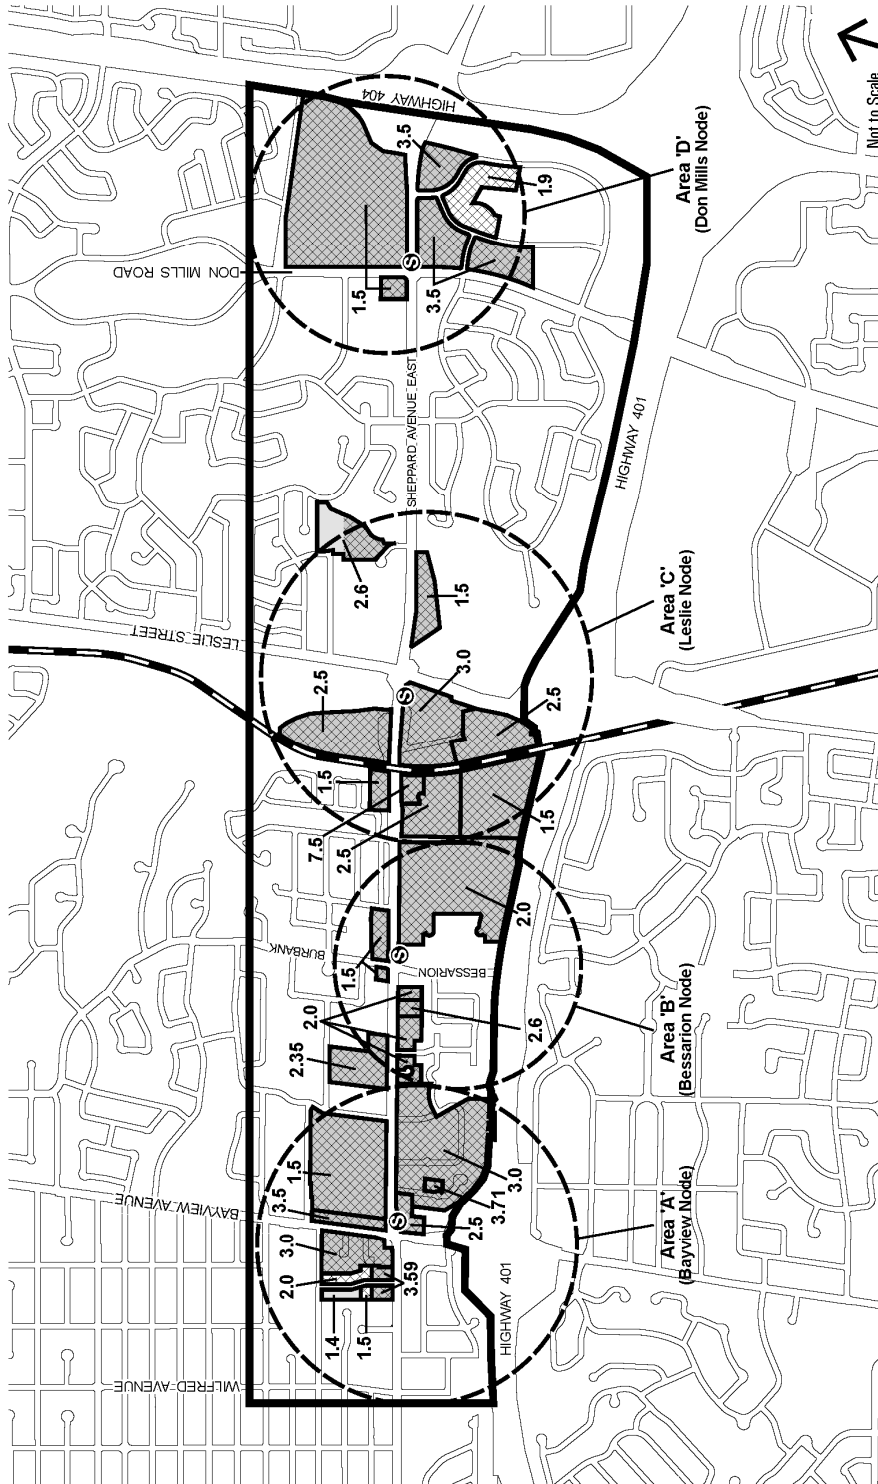 Not to Scale
HIGHWAY 404
3.5
1.9
Area 'D'
(Don Mills Node)
DON MILLS ROAD
S
1.5
3.5
SHEPPARD AVENUE EAST
HIGHWAY 401
2.6
1.5
Area 'C'
(Leslie Node)
LESLIE STREET
2.5
S
3.0
2.5
1.5
7.5
2.5
1.5
2.0
BURBANK
1.5
S
BESSARION
2.0
2.6
2.35
Area 'B'
(Bessarion Node)
BAYVIEW AVENUE
1.5
3.5
3.0
3.71
S
2.5
3.0
2.0
3.59
1.4
1.5
Area 'A'
(Bayview Node)
HIGHWAY 401
WILFRED AVENUE